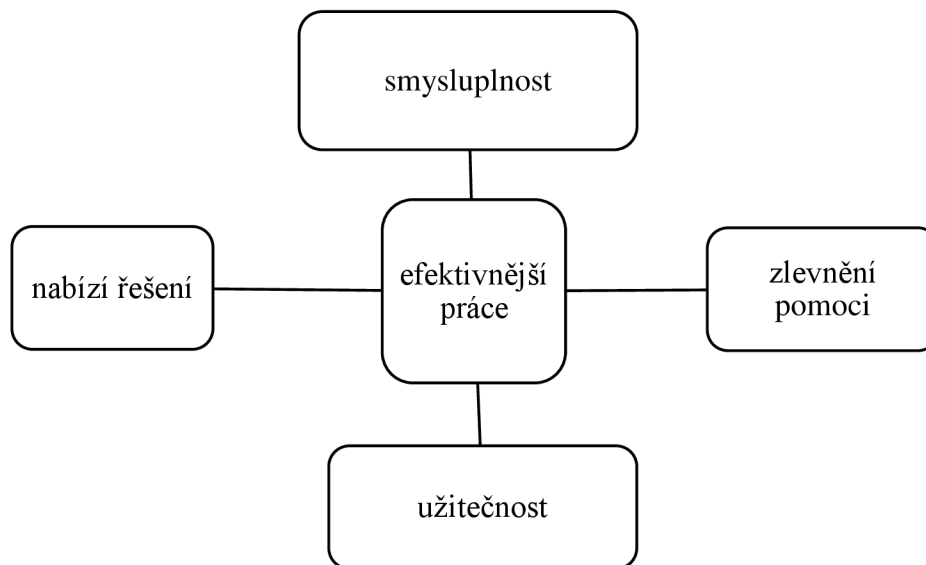 smysluplnost
nabízí řešení
efektivnější
práce
zlevnění
pomoci
užitečnost